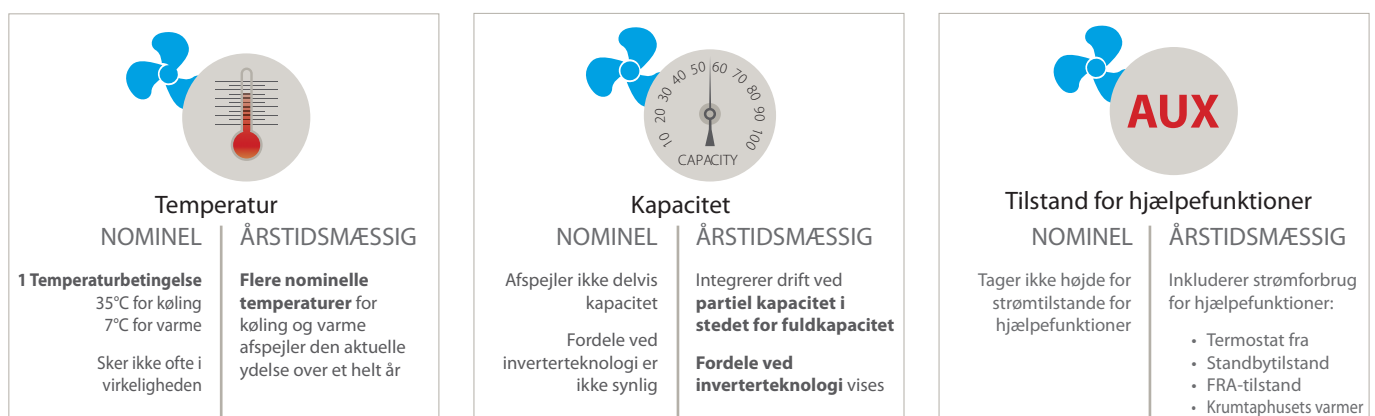 Temperatur
NOMINEL
1 Temperaturbetingelse
35°C for køling
7°C for varme
Sker ikke ofte i
virkeligheden
ÅRSTIDSMÆSSIG
Flere nominelle
temperaturer for
køling og varme
afspejler den aktuelle
ydelse over et helt år
10 20 30 40 50 60 70 80 90 100
CAPACITY
Kapacitet
NOMINEL
Afspejler ikke delvis
kapacitet
Fordele ved
inverterteknologi er
ikke synlig
ÅRSTIDSMÆSSIG
Integrerer drift ved
partiel kapacitet i
stedet for fuldkapacitet
Fordele ved
inverterteknologi vises
AUX
Tilstand for hjælpefunktioner
NOMINEL
Tager ikke højde for
strømtilstande for
hjælpefunktioner
ÅRSTIDSMÆSSIG
Inkluderer strømforbrug
for hjælpefunktioner:
• Termostat fra
• Standbytilstand
• FRA-tilstand
• Krumtaphusets varmer